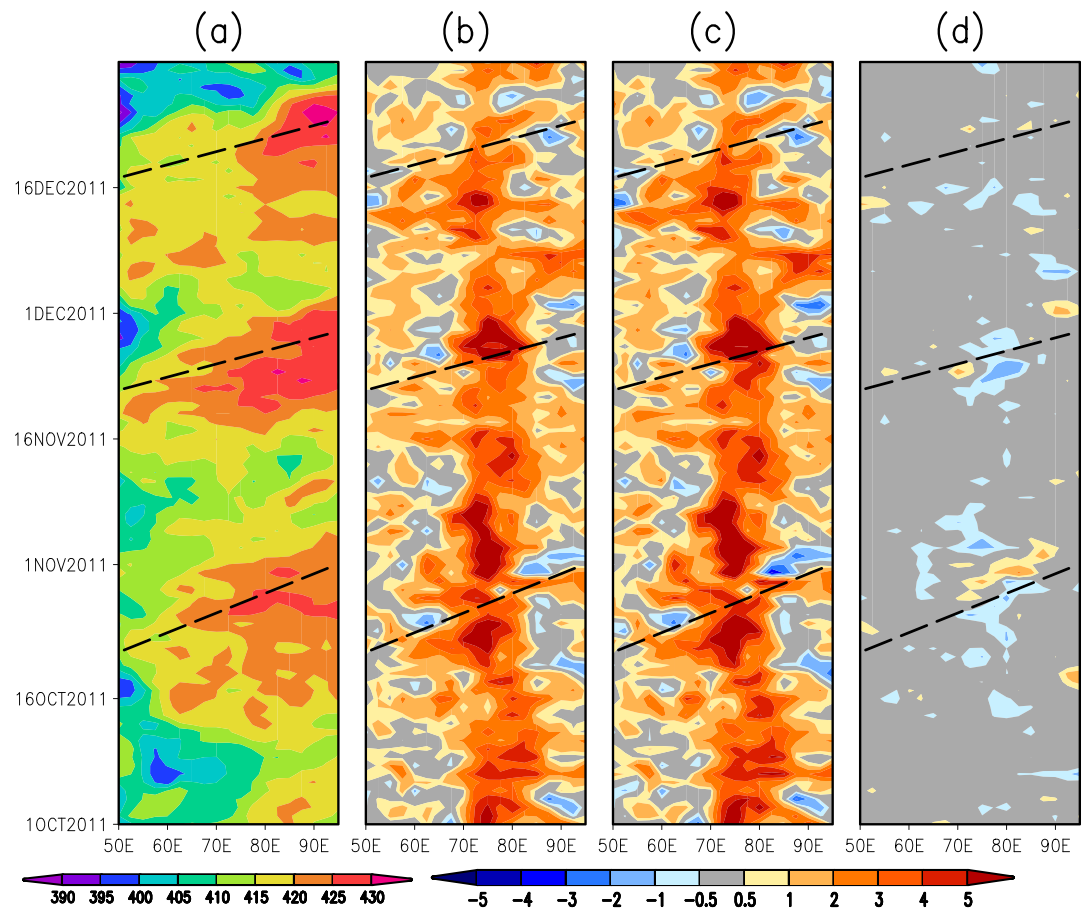 (a) (b) (c) (d)
16DEC2011
1DEC2011
16NOV2011
1NOV2011
16OCT2011
1OCT2011
50E 60E 70E 80E 90E 50E 60E 70E 80E 90E 50E 60E 70E 80E 90E 50E 60E 70E 80E 90E
390 395 400 405 410 415 420 425 430 -5 -4 -3 -2 -1 -0.5 0.5 1 2 3 4 5